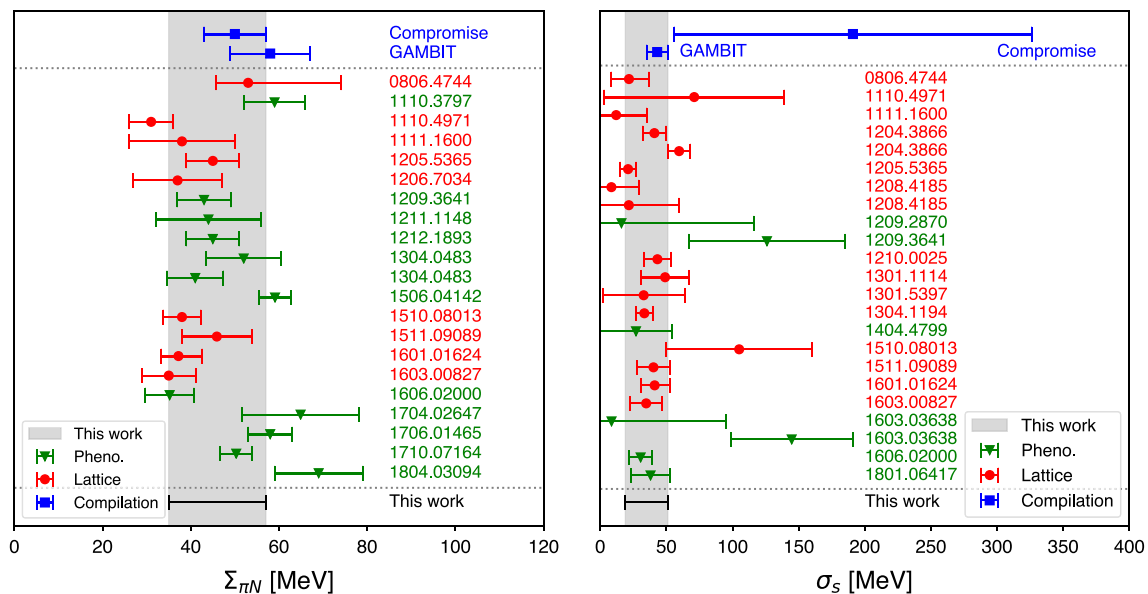 Compromise
GAMBIT
0806.4744
1110.3797
1110.4971
1111.1600
1205.5365
1206.7034
1209.3641
1211.1148
1212.1893
1304.0483
1304.0483
1506.04142
1510.08013
1511.09089
1601.01624
1603.00827
1606.02000
1704.02647
1706.01465
1710.07164
1804.03094
This work
This work
Pheno.
Lattice
Compilation
0 20 40 60 80 100 120
Σ_{πN} [MeV]
GAMBIT Compromise
0806.4744
1110.4971
1111.1600
1204.3866
1204.3866
1205.5365
1208.4185
1208.4185
1209.2870
1209.3641
1210.0025
1301.1114
1301.5397
1304.1194
1404.4799
1510.08013
1511.09089
1601.01624
1603.00827
1603.03638
1603.03638
1606.02000
1801.06417
This work
This work
Pheno.
Lattice
Compilation
0 50 100 150 200 250 300 350 400
σ_s [MeV]